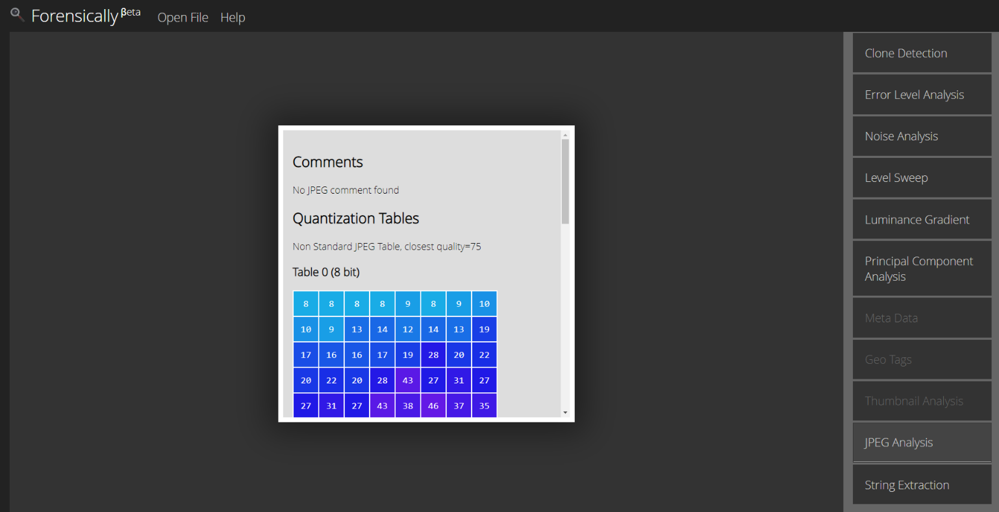 Forensically βeta Open File Help
Clone Detection
Error Level Analysis
Noise Analysis
Level Sweep
Luminance Gradient
Principal Component
Analysis
Meta Data
Geo Tags
Thumbnail Analysis
JPEG Analysis
String Extraction
Comments
No JPEG comment found
Quantization Tables
Non Standard JPEG Table, closest quality=75
Table 0 (8 bit)
8 8 8 8 9 8 9 10
10 9 13 14 12 14 13 19
17 16 16 17 19 28 20 22
20 22 20 28 43 27 31 27
27 31 27 43 38 46 37 35